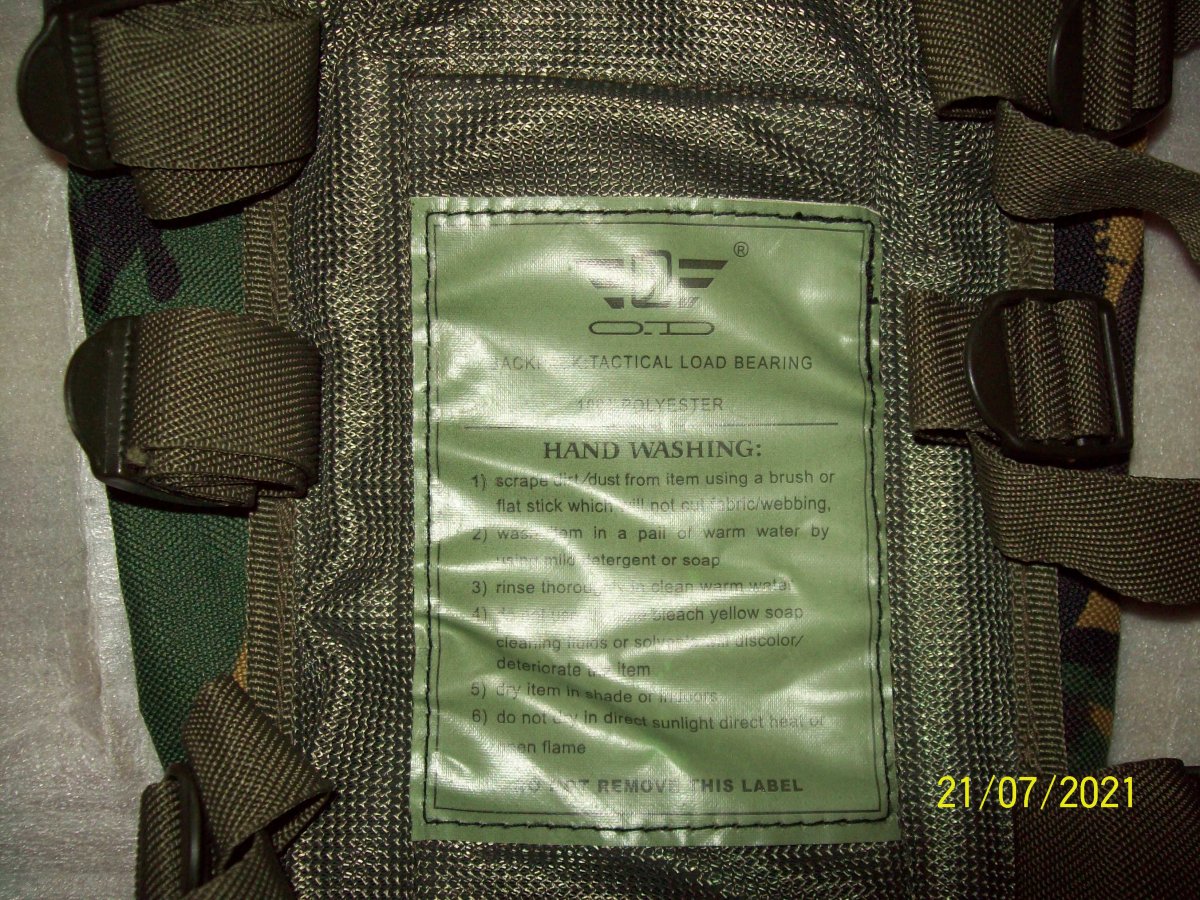 ®
O.D
TACTICAL LOAD BEARING
POLYESTER
HAND WASHING:
1) scrape dirt/dust from item using a brush or
flat stick which will not cut fabric/webbing,
2) wash item in a pail of warm water by
using mild detergent or soap
3) rinse thoroughly in clean warm water
4) bleach yellow soap
cleaning fluids or discolor/
deteriorate the item
5) dry item in shade or indoors
6) do not dry in direct sunlight direct heat or
open flame
DO NOT REMOVE THIS LABEL
21/07/2021